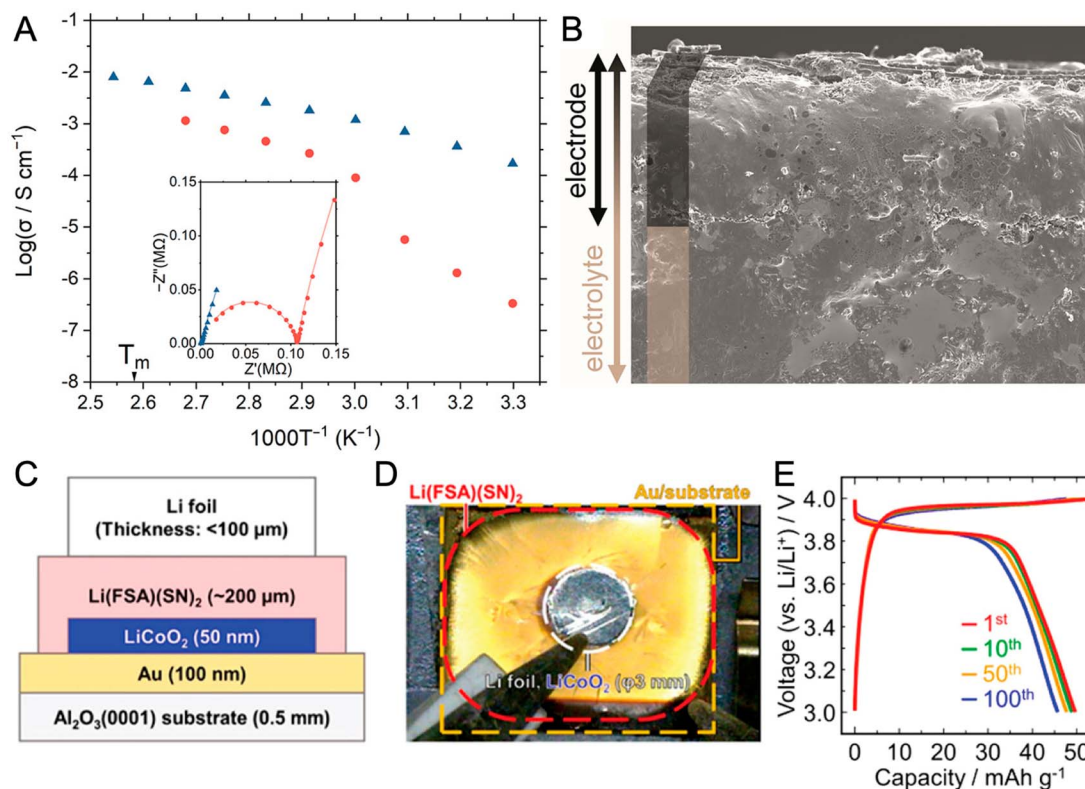 A
Log(σ / S cm⁻¹)
-1
-2
-3
-4
-5
-6
-7
-8
2.5 2.6 2.7 2.8 2.9 3.0 3.1 3.2 3.3
1000T⁻¹ (K⁻¹)
Tₘ
−Z''(MΩ)
0.15
0.10
0.05
0.00
0.00 0.05 0.10 0.15
Z'(MΩ)
B
electrode
electrolyte
C
Li foil
(Thickness: <100 μm)
Li(FSA)(SN)₂ (~200 μm)
LiCoO₂ (50 nm)
Au (100 nm)
Al₂O₃(0001) substrate (0.5 mm)
D
Li(FSA)(SN)₂
Au/substrate
Li foil, LiCoO₂ (φ3 mm)
E
Voltage (vs. Li/Li⁺) / V
4.0
3.8
3.6
3.4
3.2
3.0
1ˢᵗ
10ᵗʰ
50ᵗʰ
100ᵗʰ
0 10 20 30 40 50
Capacity / mAh g⁻¹